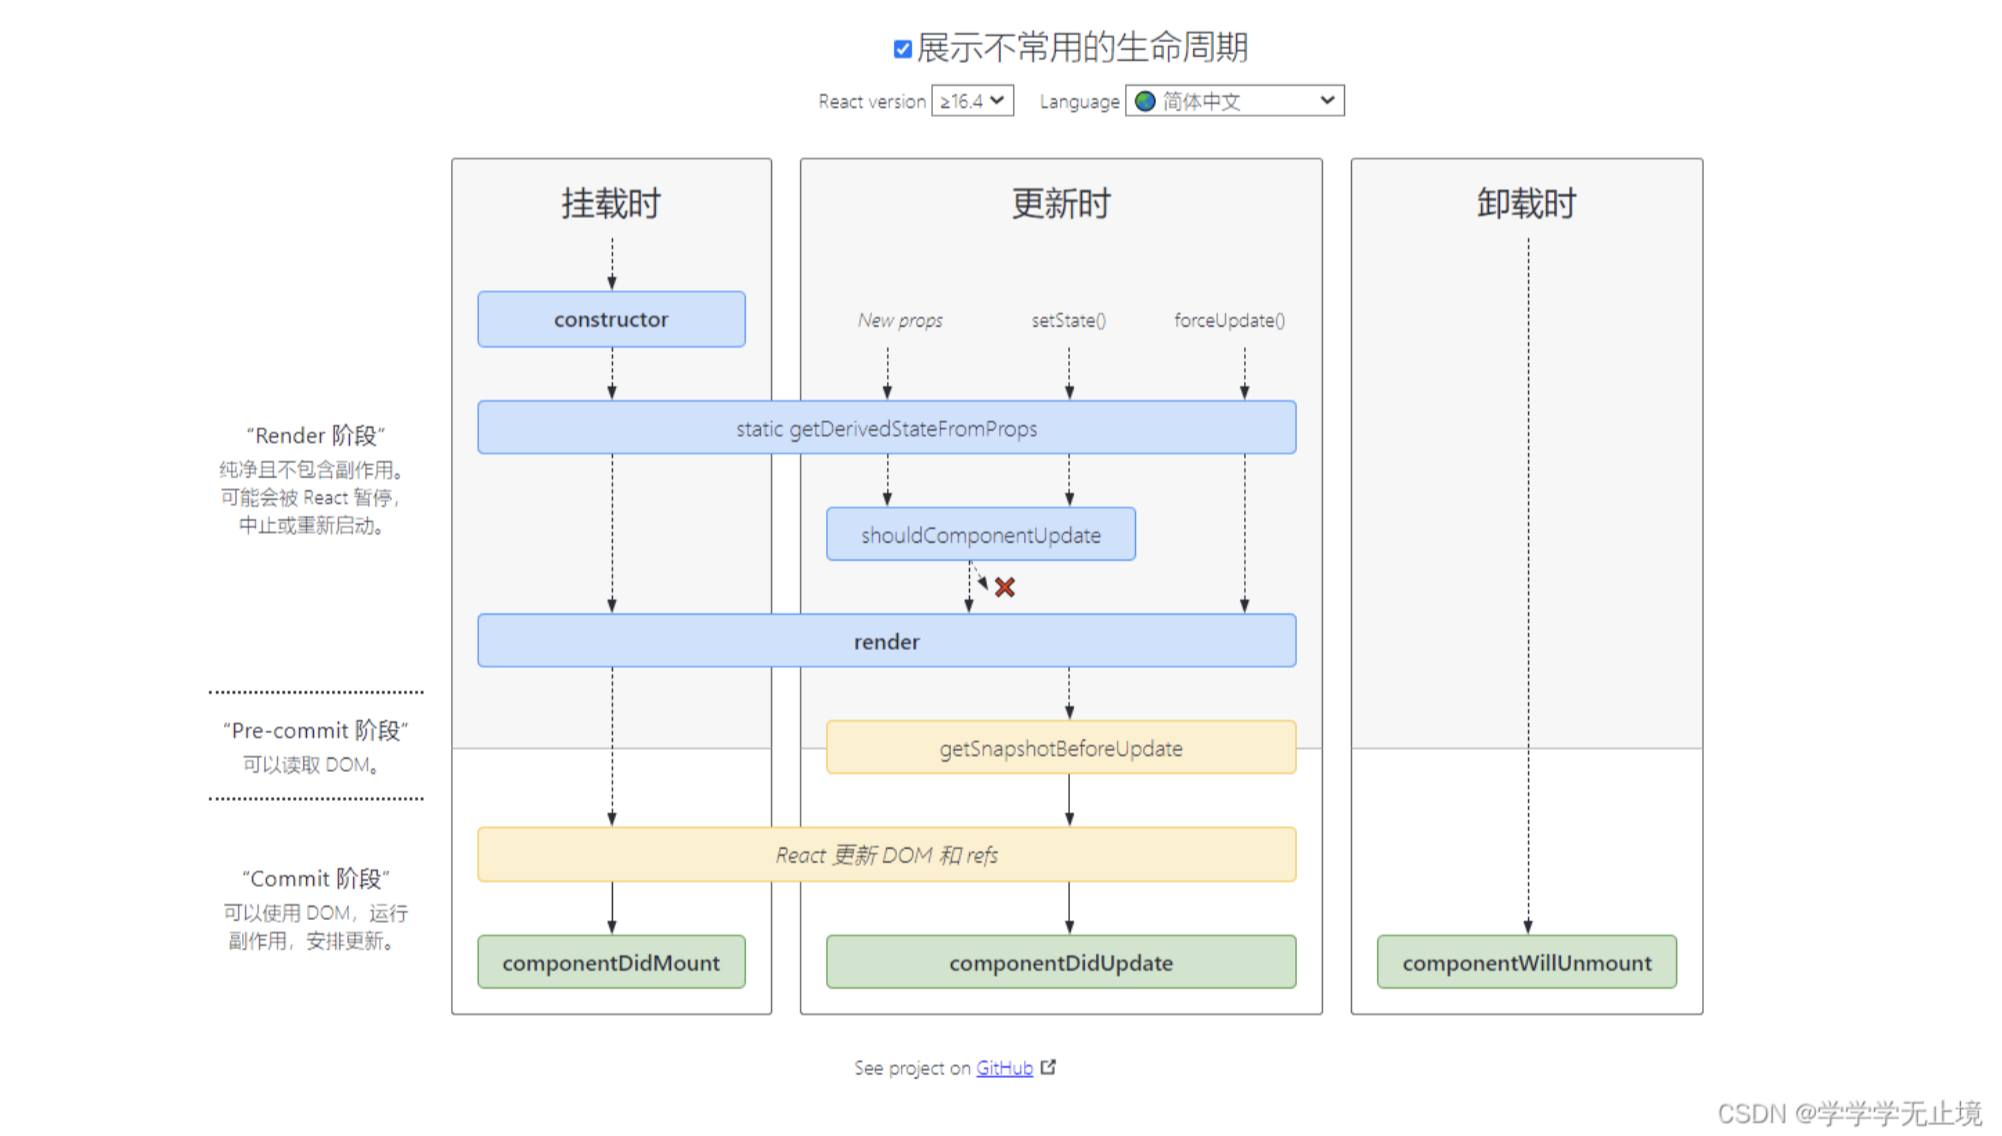 展示不常用的生命周期
React version ≥16.4 Language 简体中文
挂载时
更新时
卸载时
constructor
New props
setState()
forceUpdate()
static getDerivedStateFromProps
“Render 阶段”
纯净且不包含副作用。
可能会被 React 暂停，
中止或重新启动。
shouldComponentUpdate
render
“Pre-commit 阶段”
可以读取 DOM。
getSnapshotBeforeUpdate
React 更新 DOM 和 refs
“Commit 阶段”
可以使用 DOM，运行
副作用，安排更新。
componentDidMount
componentDidUpdate
componentWillUnmount
See project on GitHub
CSDN @学学学无止境